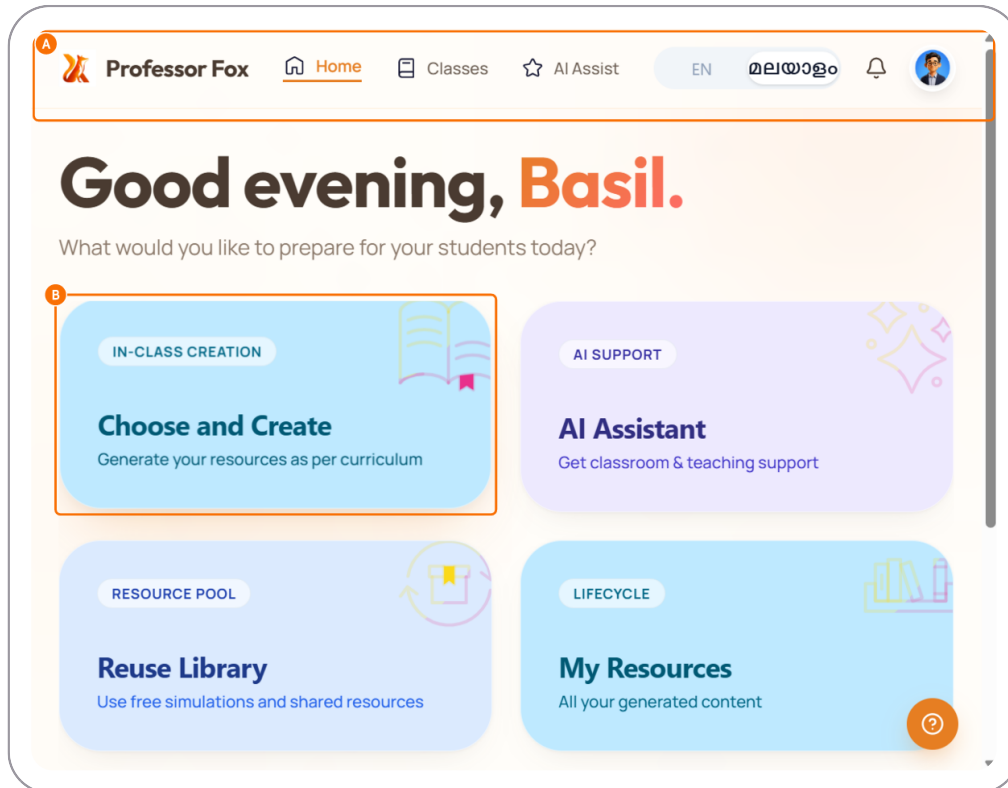 A
Professor Fox Home Classes AI Assist EN മലയാളം
Good evening, Basil.
What would you like to prepare for your students today?
B
IN-CLASS CREATION
Choose and Create
Generate your resources as per curriculum
AI SUPPORT
AI Assistant
Get classroom & teaching support
RESOURCE POOL
Reuse Library
Use free simulations and shared resources
LIFECYCLE
My Resources
All your generated content
?